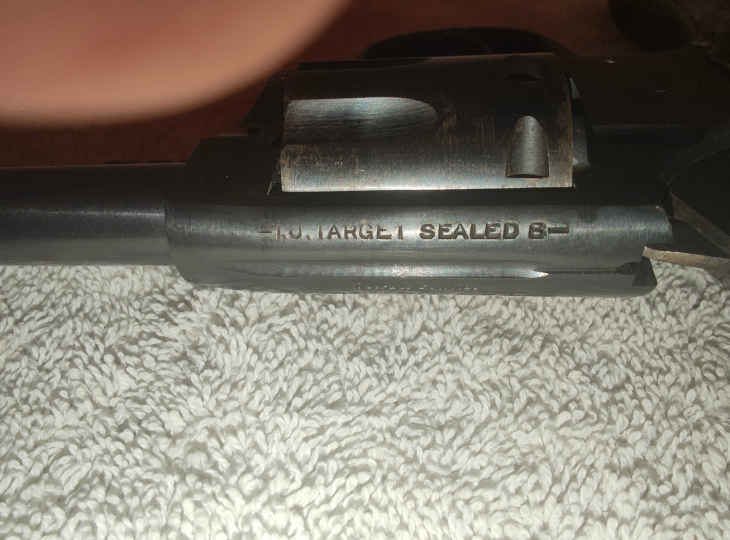 -I.J. TARGET SEALED 8-